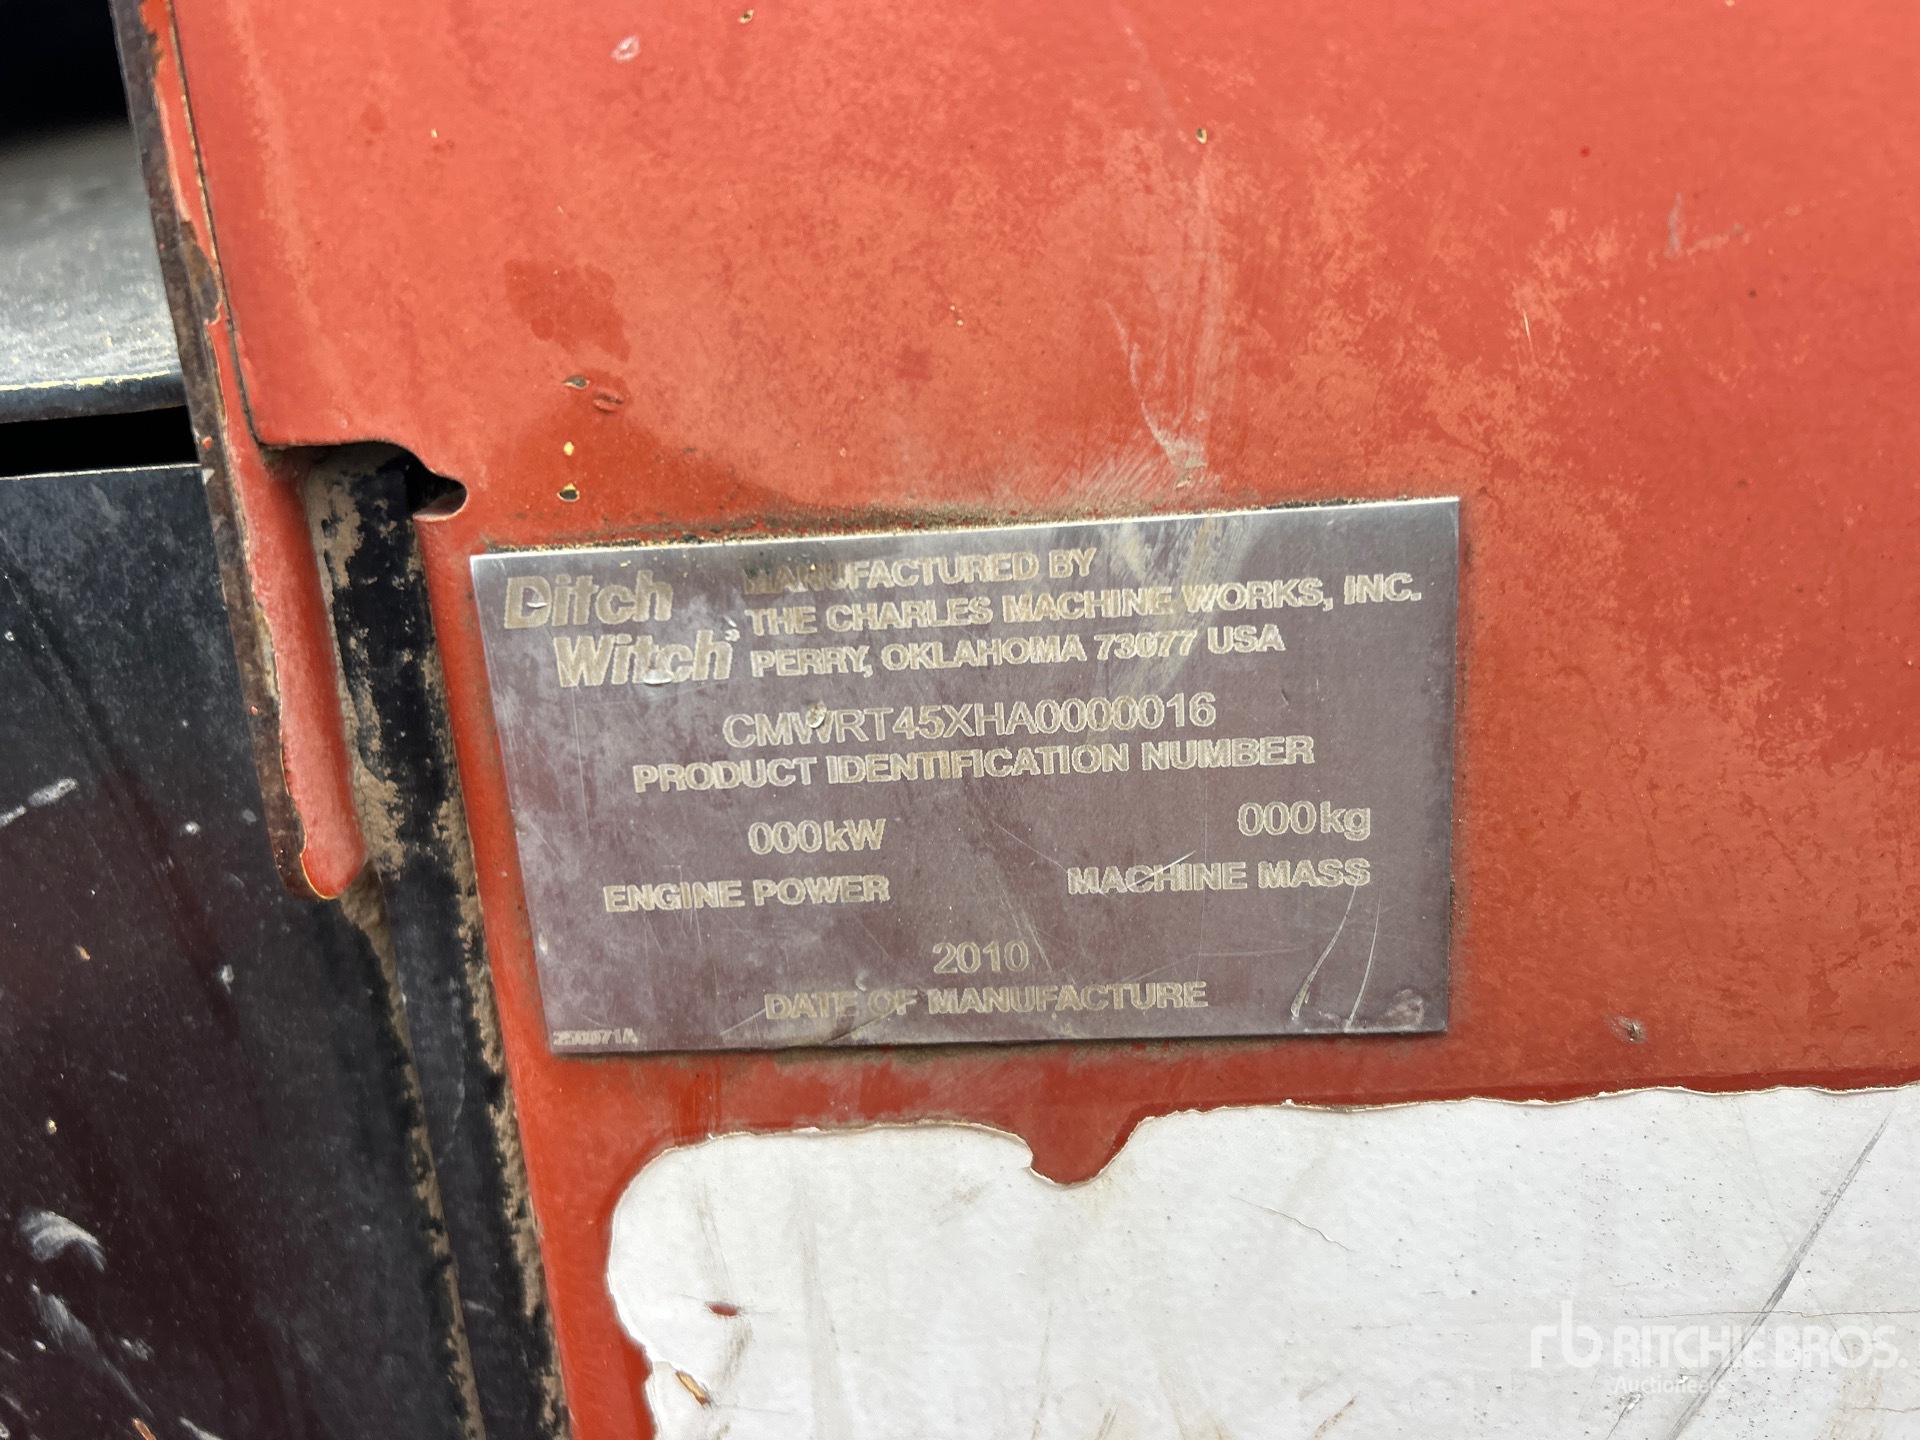 Ditch
Witch®
MANUFACTURED BY
THE CHARLES MACHINE WORKS, INC.
PERRY, OKLAHOMA 73077 USA
CMWRT45XHA0000016
PRODUCT IDENTIFICATION NUMBER
000kW
ENGINE POWER
000kg
MACHINE MASS
2010
DATE OF MANUFACTURE
rb RITCHIE BROS.
Auctioneers